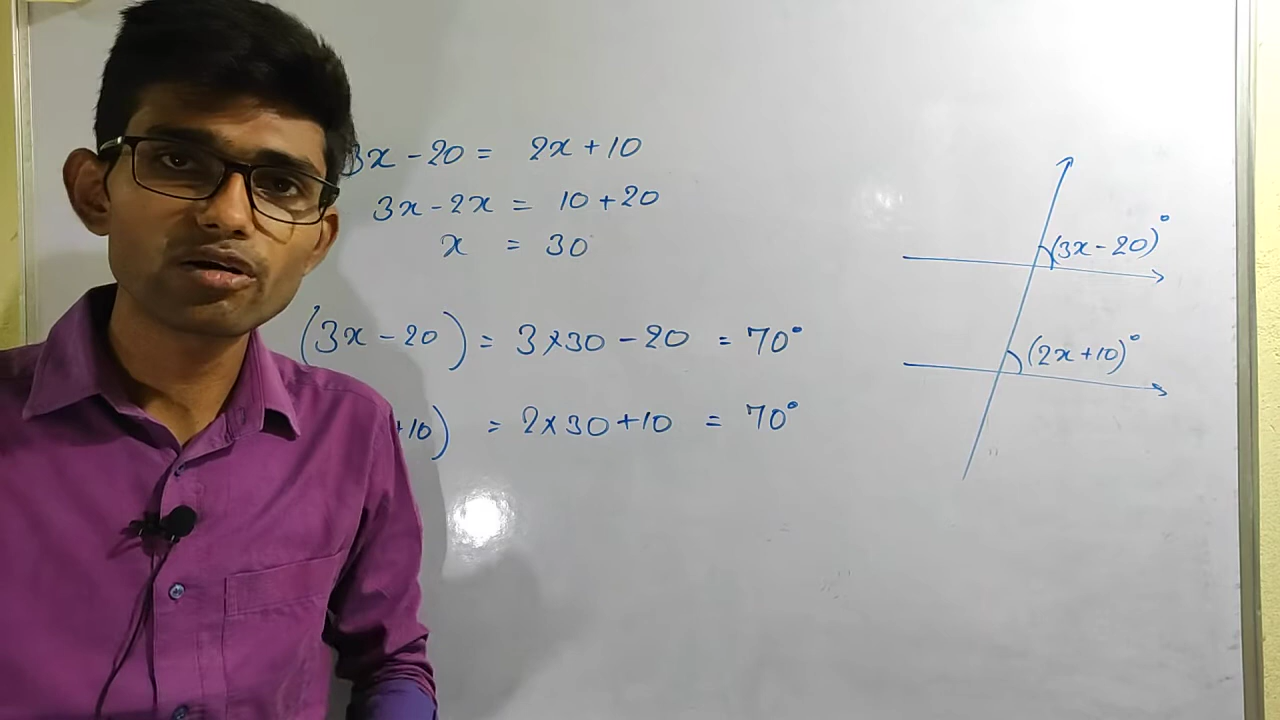 3x - 20 = 2x + 10
3x - 2x = 10 + 20
x = 30
(3x - 20) = 3 × 30 - 20 = 70°
+10) = 2 × 30 + 10 = 70°
(3x - 20)°
(2x + 10)°